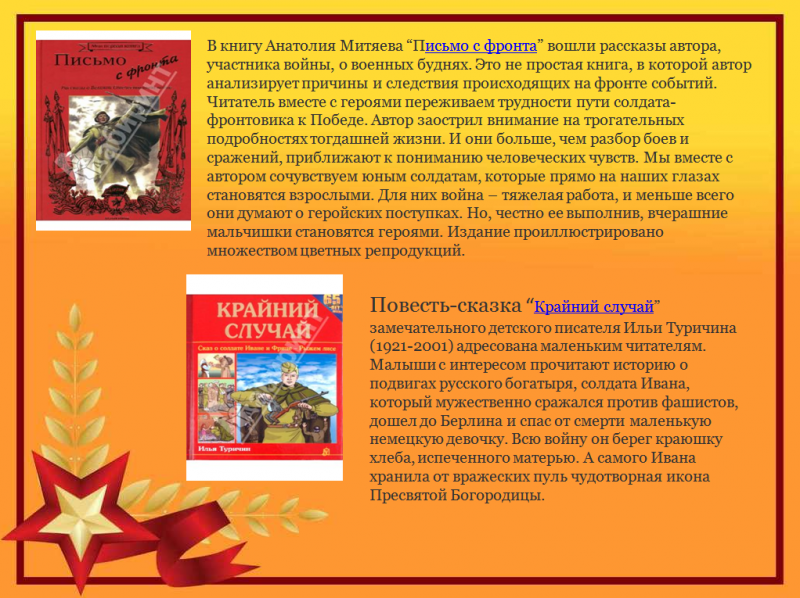 Письмо
с фронта
В книгу Анатолия Митяева “Письмо с фронта” вошли рассказы автора,
участника войны, о военных буднях. Это не простая книга, в которой автор
анализирует причины и следствия происходящих на фронте событий.
Читатель вместе с героями переживаем трудности пути солдата-
фронтовика к Победе. Автор заострил внимание на трогательных
подробностях тогдашней жизни. И они больше, чем разбор боев и
сражений, приближают к пониманию человеческих чувств. Мы вместе с
автором сочувствуем юным солдатам, которые прямо на наших глазах
становятся взрослыми. Для них война – тяжелая работа, и меньше всего
они думают о геройских поступках. Но, честно ее выполнив, вчерашние
мальчишки становятся героями. Издание проиллюстрировано
множеством цветных репродукций.
КРАЙНИЙ
СЛУЧАЙ
Сказ о солдате Иване
Илья Туричин
Повесть-сказка “Крайний случай”
замечательного детского писателя Ильи Туричина
(1921-2001) адресована маленьким читателям.
Малыши с интересом прочитают историю о
подвигах русского богатыря, солдата Ивана,
который мужественно сражался против фашистов,
дошел до Берлина и спас от смерти маленькую
немецкую девочку. Всю войну он берег краюшку
хлеба, испеченного матерью. А самого Ивана
хранила от вражеских пуль чудотворная икона
Пресвятой Богородицы.